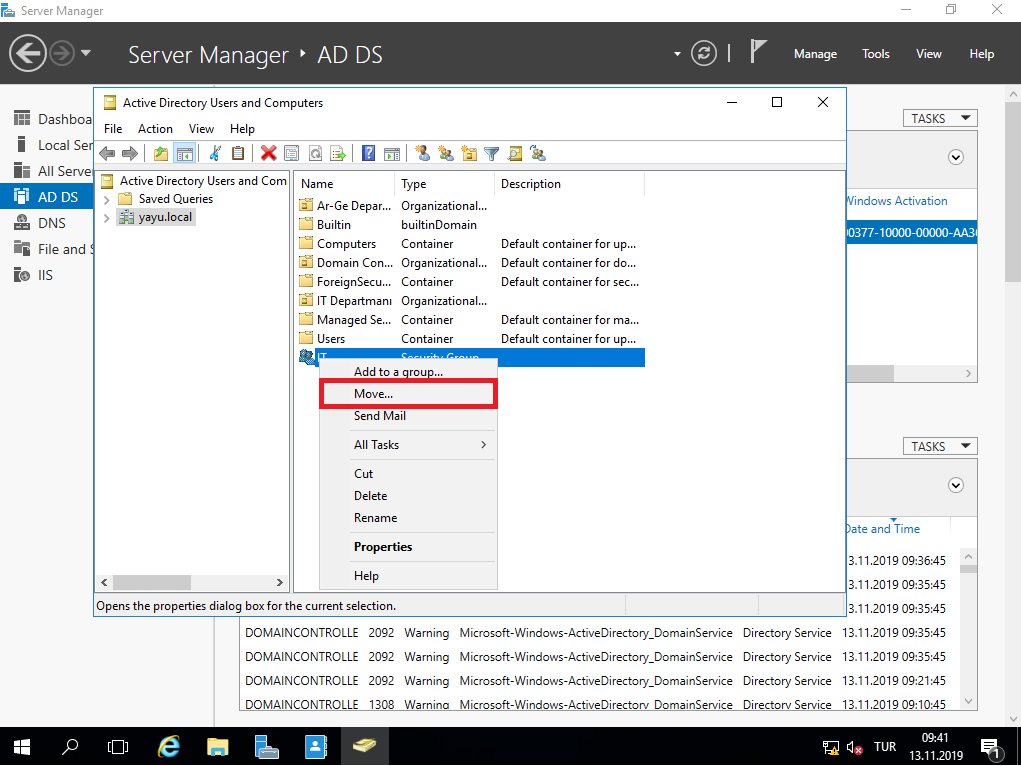 Server Manager
Server Manager ‣ AD DS
Manage Tools View Help
Dashboa
Local Ser
All Server
AD DS
DNS
File and S
IIS
Active Directory Users and Computers
File Action View Help
Active Directory Users and Com
Saved Queries
yayu.local
Name Type Description
Ar-Ge Depar... Organizational...
Builtin builtinDomain
Computers Container Default container for up...
Domain Con... Organizational... Default container for do...
ForeignSecu... Container Default container for sec...
IT Departmanı Organizational...
Managed Se... Container Default container for ma...
Users Container Default container for up...
IT Security Group
Add to a group...
Move...
Send Mail
All Tasks
Cut
Delete
Rename
Properties
Help
Opens the properties dialog box for the current selection.
TASKS
Windows Activation
00377-10000-00000-AA3
TASKS
Date and Time
13.11.2019 09:36:45
13.11.2019 09:35:45
13.11.2019 09:35:45
DOMAINCONTROLLE 2092 Warning Microsoft-Windows-ActiveDirectory_DomainService Directory Service 13.11.2019 09:35:45
DOMAINCONTROLLE 2092 Warning Microsoft-Windows-ActiveDirectory_DomainService Directory Service 13.11.2019 09:35:45
DOMAINCONTROLLE 2092 Warning Microsoft-Windows-ActiveDirectory_DomainService Directory Service 13.11.2019 09:21:45
DOMAINCONTROLLE 1308 Warning Microsoft-Windows-ActiveDirectory_DomainService Directory Service 13.11.2019 09:10:45
TUR
09:41
13.11.2019
1